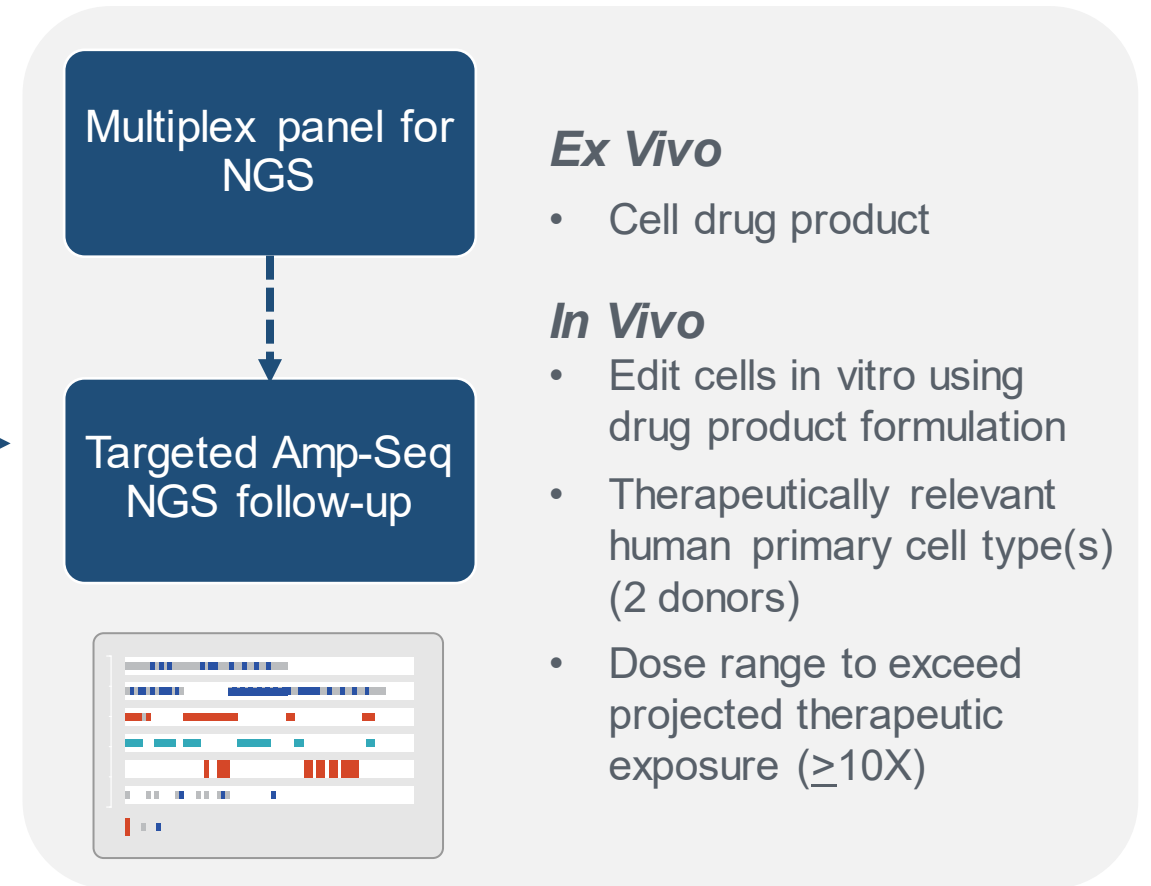 Multiplex panel for
NGS
Targeted Amp-Seq
NGS follow-up
Ex Vivo
• Cell drug product
In Vivo
• Edit cells in vitro using
drug product formulation
• Therapeutically relevant
human primary cell type(s)
(2 donors)
• Dose range to exceed
projected therapeutic
exposure (≥10X)